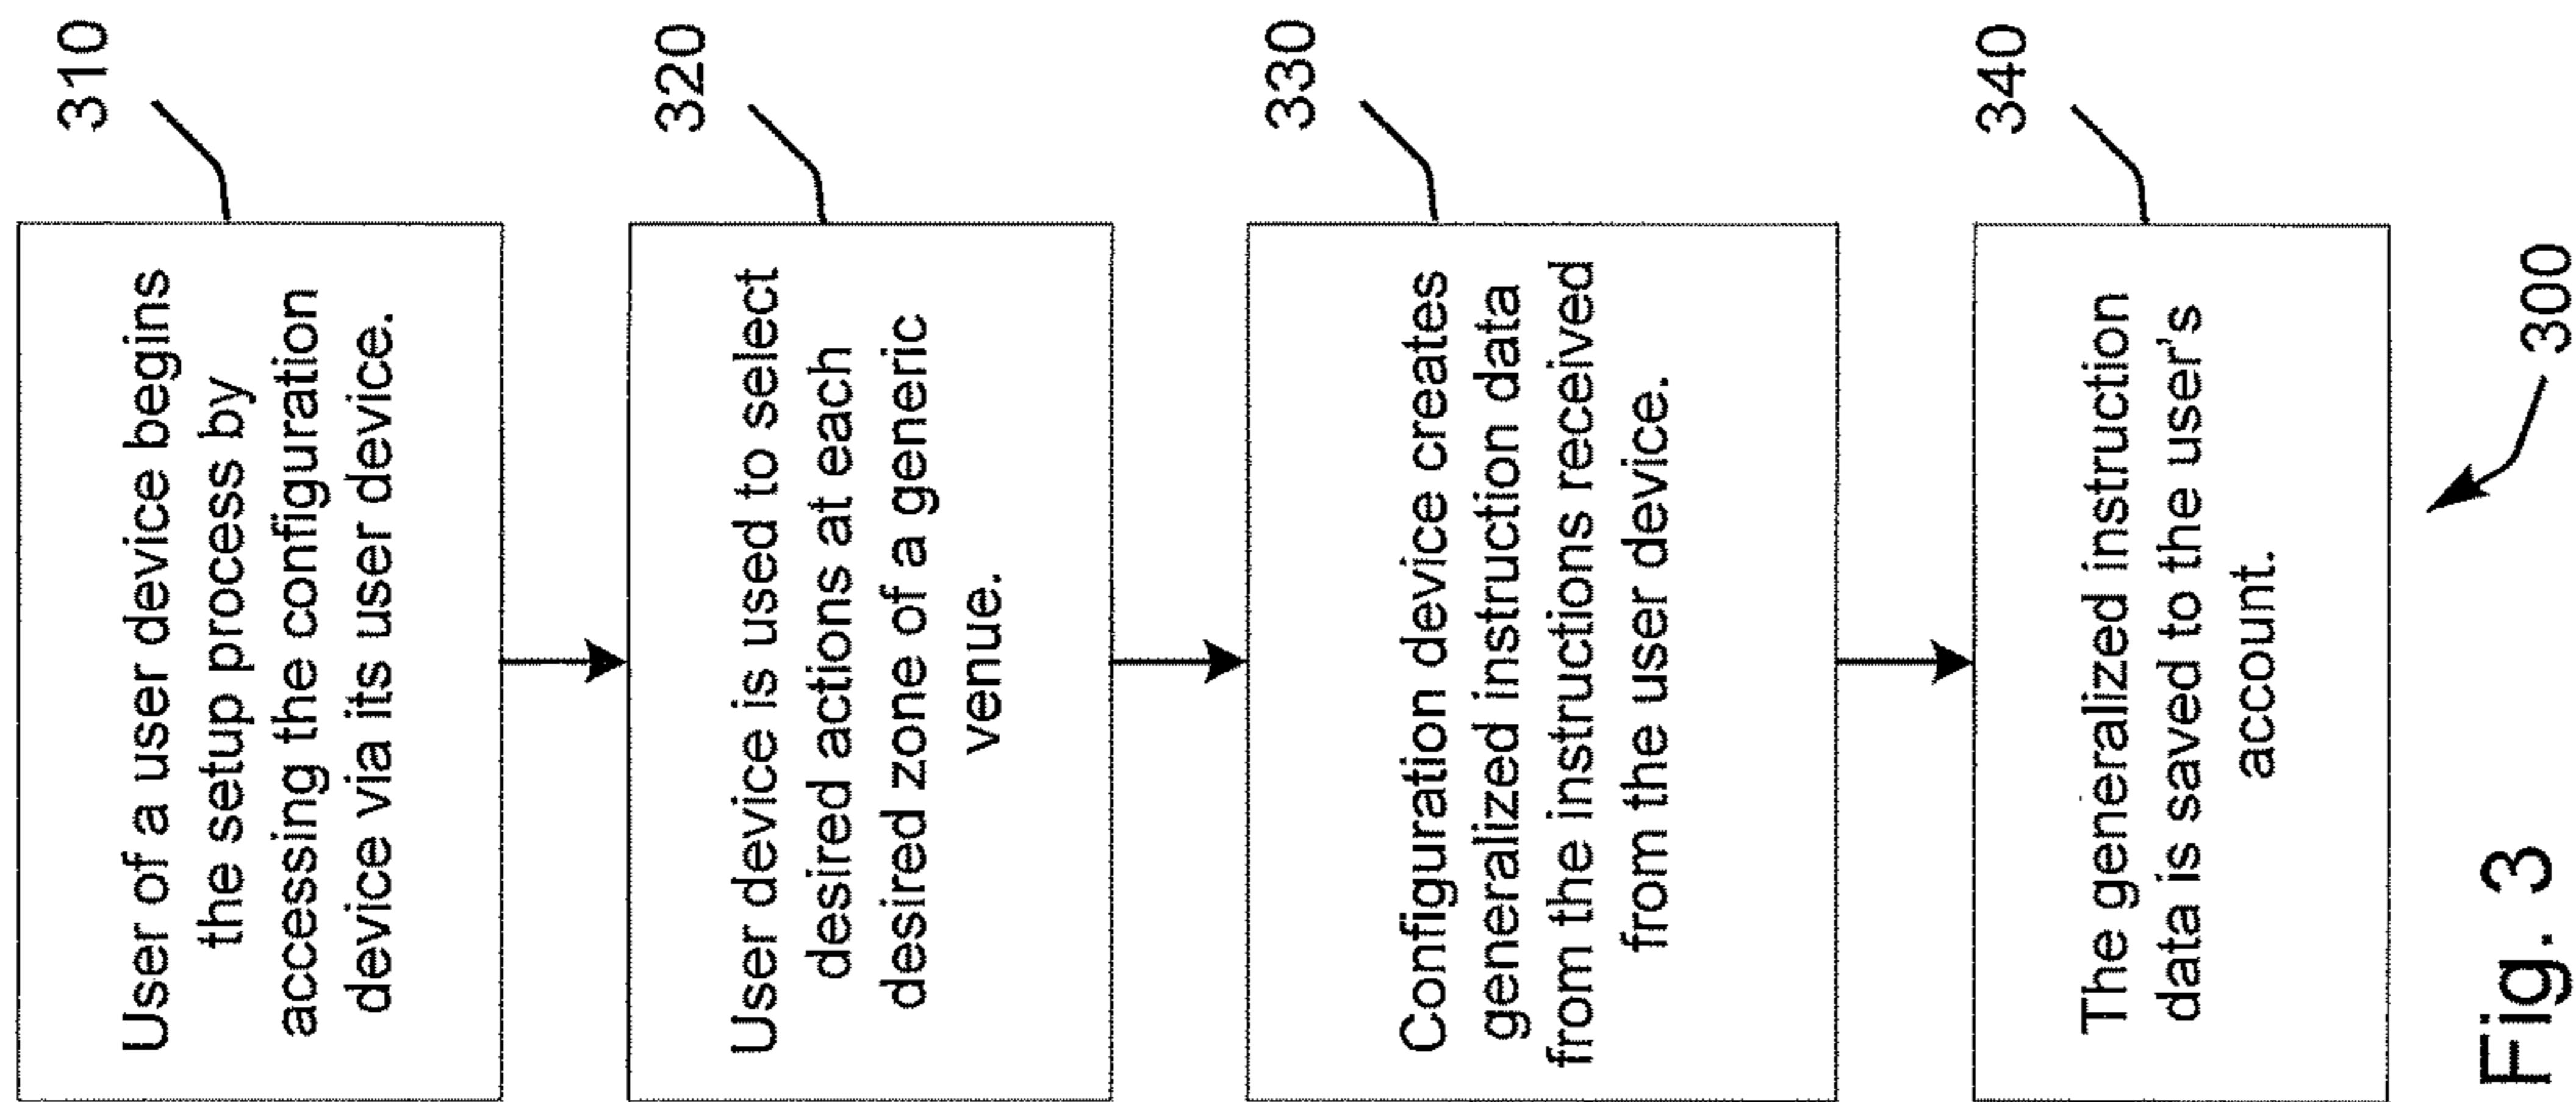 310
User of a user device begins
the setup process by
accessing the configuration
device via its user device.
320
User device is used to select
desired actions at each
desired zone of a generic
venue.
330
Configuration device creates
generalized instruction data
from the instructions received
from the user device.
340
The generalized instruction
data is saved to the user's
account.
300
Fig. 3